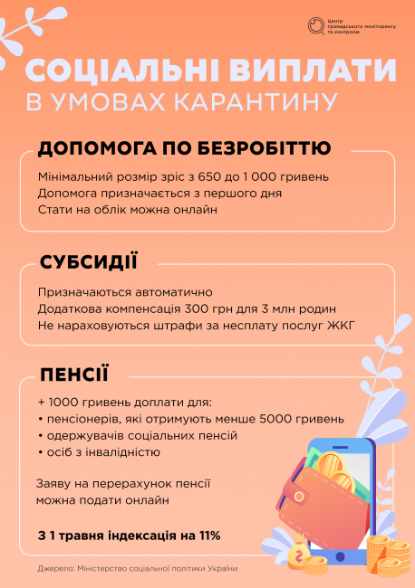 Центр
громадського моніторингу
та контролю
СОЦІАЛЬНІ ВИПЛАТИ
В УМОВАХ КАРАНТИНУ
ДОПОМОГА ПО БЕЗРОБІТТЮ
Мінімальний розмір зріс з 650 до 1 000 гривень
Допомога призначається з першого дня
Стати на облік можна онлайн
СУБСИДІЇ
Призначаються автоматично
Додаткова компенсація 300 грн для 3 млн родин
Не нараховуються штрафи за несплату послуг ЖКГ
ПЕНСІЇ
+ 1000 гривень доплати для:
• пенсіонерів, які отримують менше 5000 гривень
• одержувачів соціальних пенсій
• осіб з інвалідністю
Заяву на перерахунок пенсії
можна подати онлайн
З 1 травня індексація на 11%
Джерело: Міністерство соціальної політики України